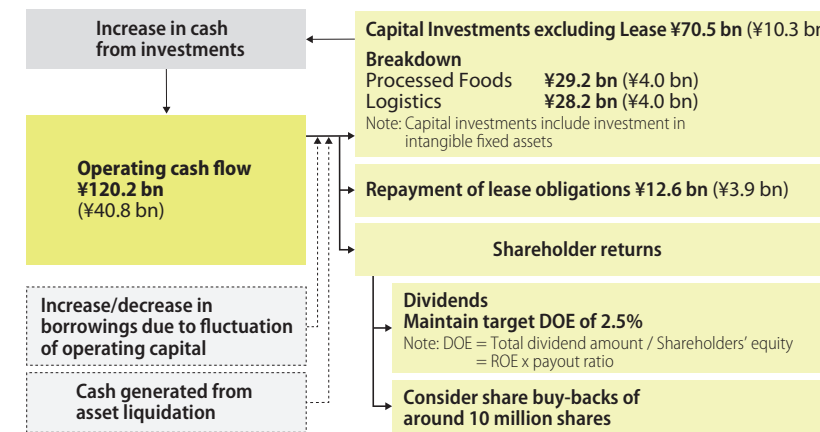 Increase in cash
from investments
Operating cash flow
¥120.2 bn
(¥40.8 bn)
Increase/decrease in
borrowings due to fluctuation
of operating capital
Cash generated from
asset liquidation
Capital Investments excluding Lease ¥70.5 bn (¥10.3 bn
Breakdown
Processed Foods ¥29.2 bn (¥4.0 bn)
Logistics ¥28.2 bn (¥4.0 bn)
Note: Capital investments include investment in
intangible fixed assets
Repayment of lease obligations ¥12.6 bn (¥3.9 bn)
Shareholder returns
Dividends
Maintain target DOE of 2.5%
Note: DOE = Total dividend amount / Shareholders’ equity
= ROE x payout ratio
Consider share buy-backs of
around 10 million shares